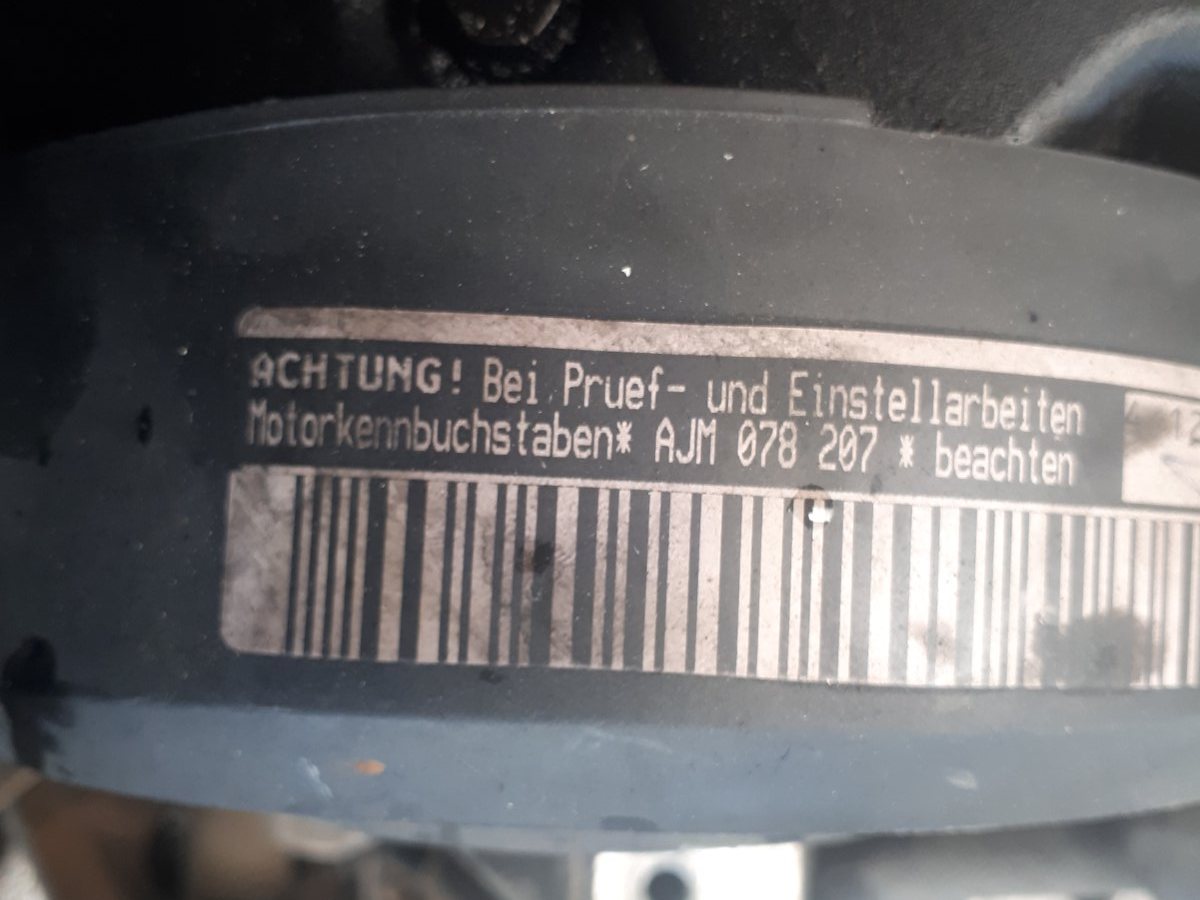 ACHTUNG! Bei Pruef- und Einstellarbeiten
Motorkennbuchstaben* AJM 078 207 * beachten